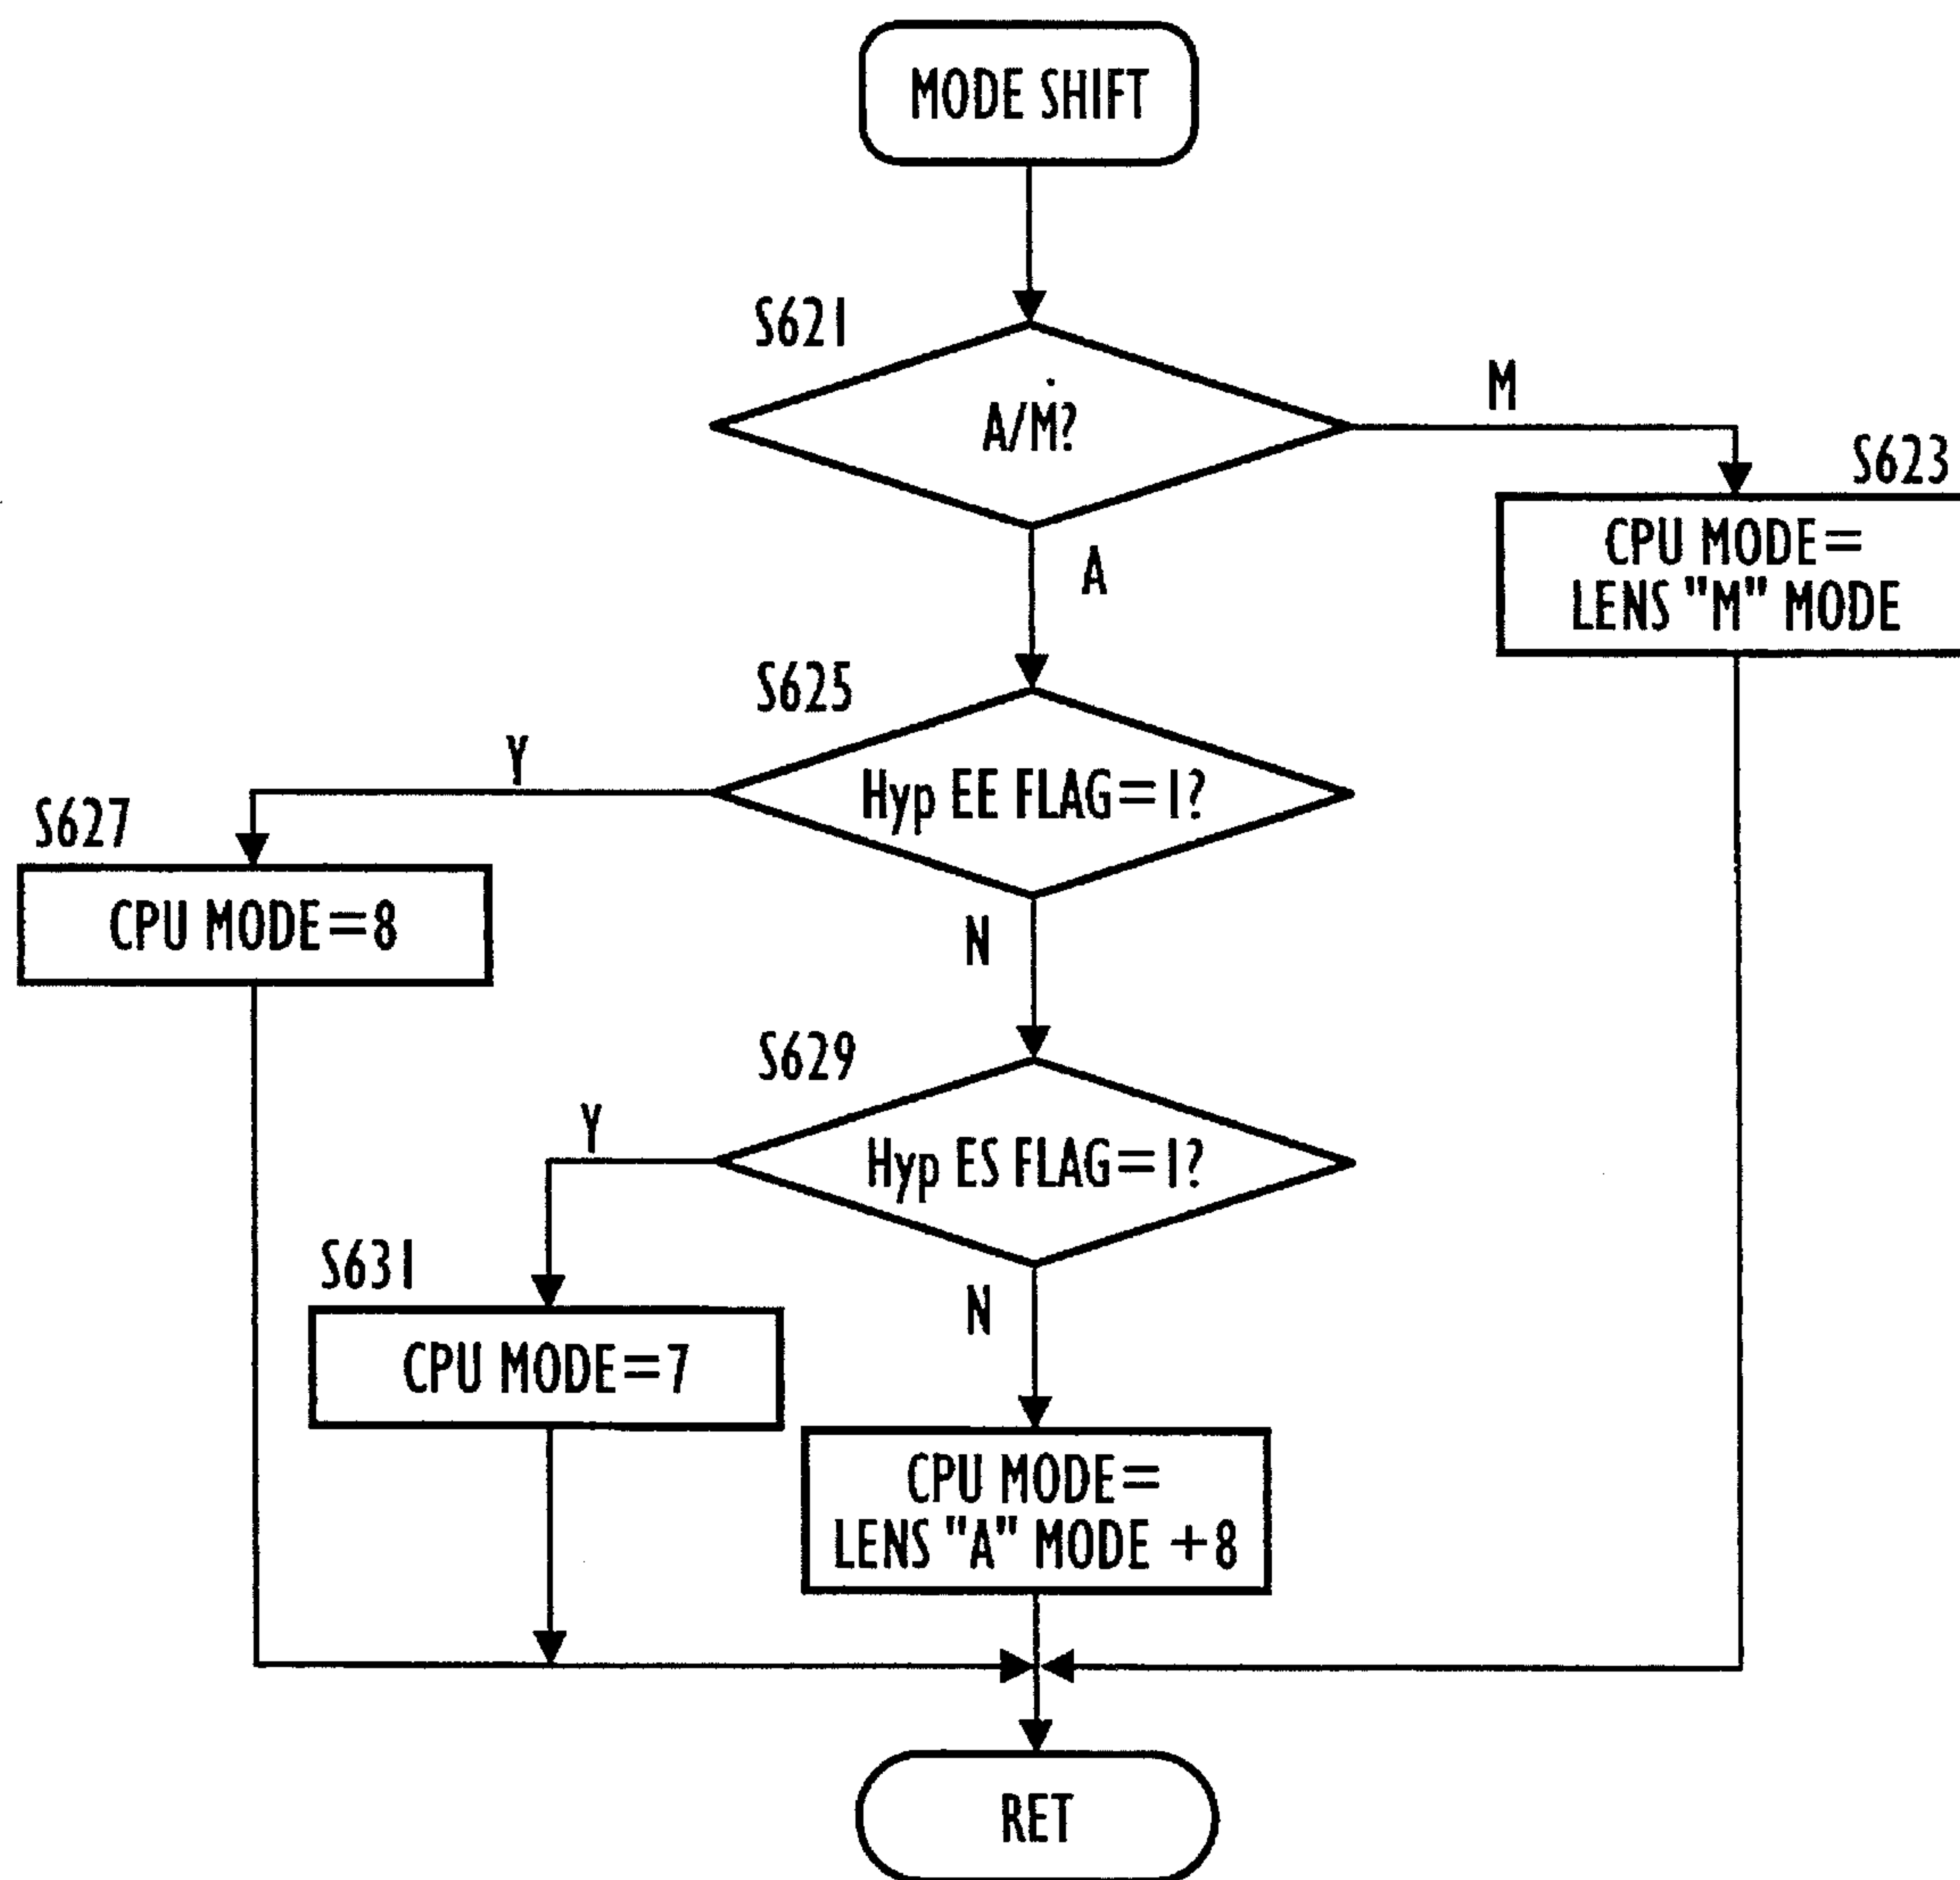 MODE SHIFT
S621
A/M?
M
S623
CPU MODE=
LENS "M" MODE
A
S625
Hyp EE FLAG=1?
Y
S627
CPU MODE=8
N
S629
Hyp ES FLAG=1?
Y
S631
CPU MODE=7
N
CPU MODE=
LENS "A" MODE +8
RET